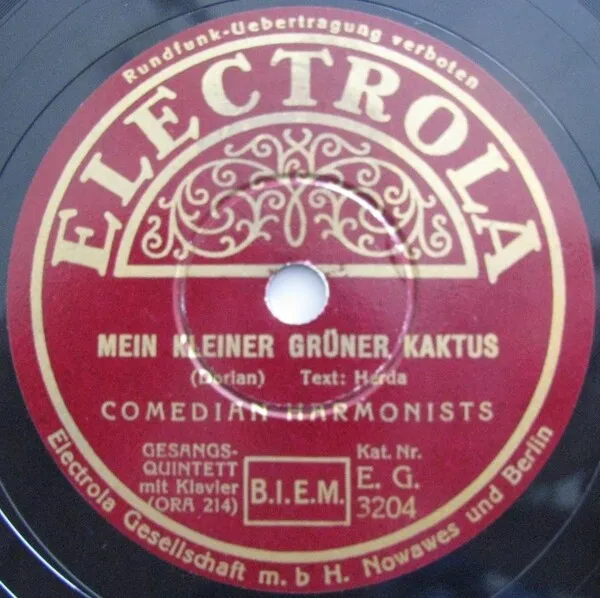 Rundfunk-Uebertragung verboten
ELECTROLA
MEIN KLEINER GRÜNER KAKTUS
(Dorian) Text: Herda
COMEDIAN HARMONISTS
GESANGS-
QUINTETT
mit Klavier
(ORA 214)
B.I.E.M.
Kat. Nr.
E. G.
3204
Electrola Gesellschaft m. b H. Nowawes und Berlin